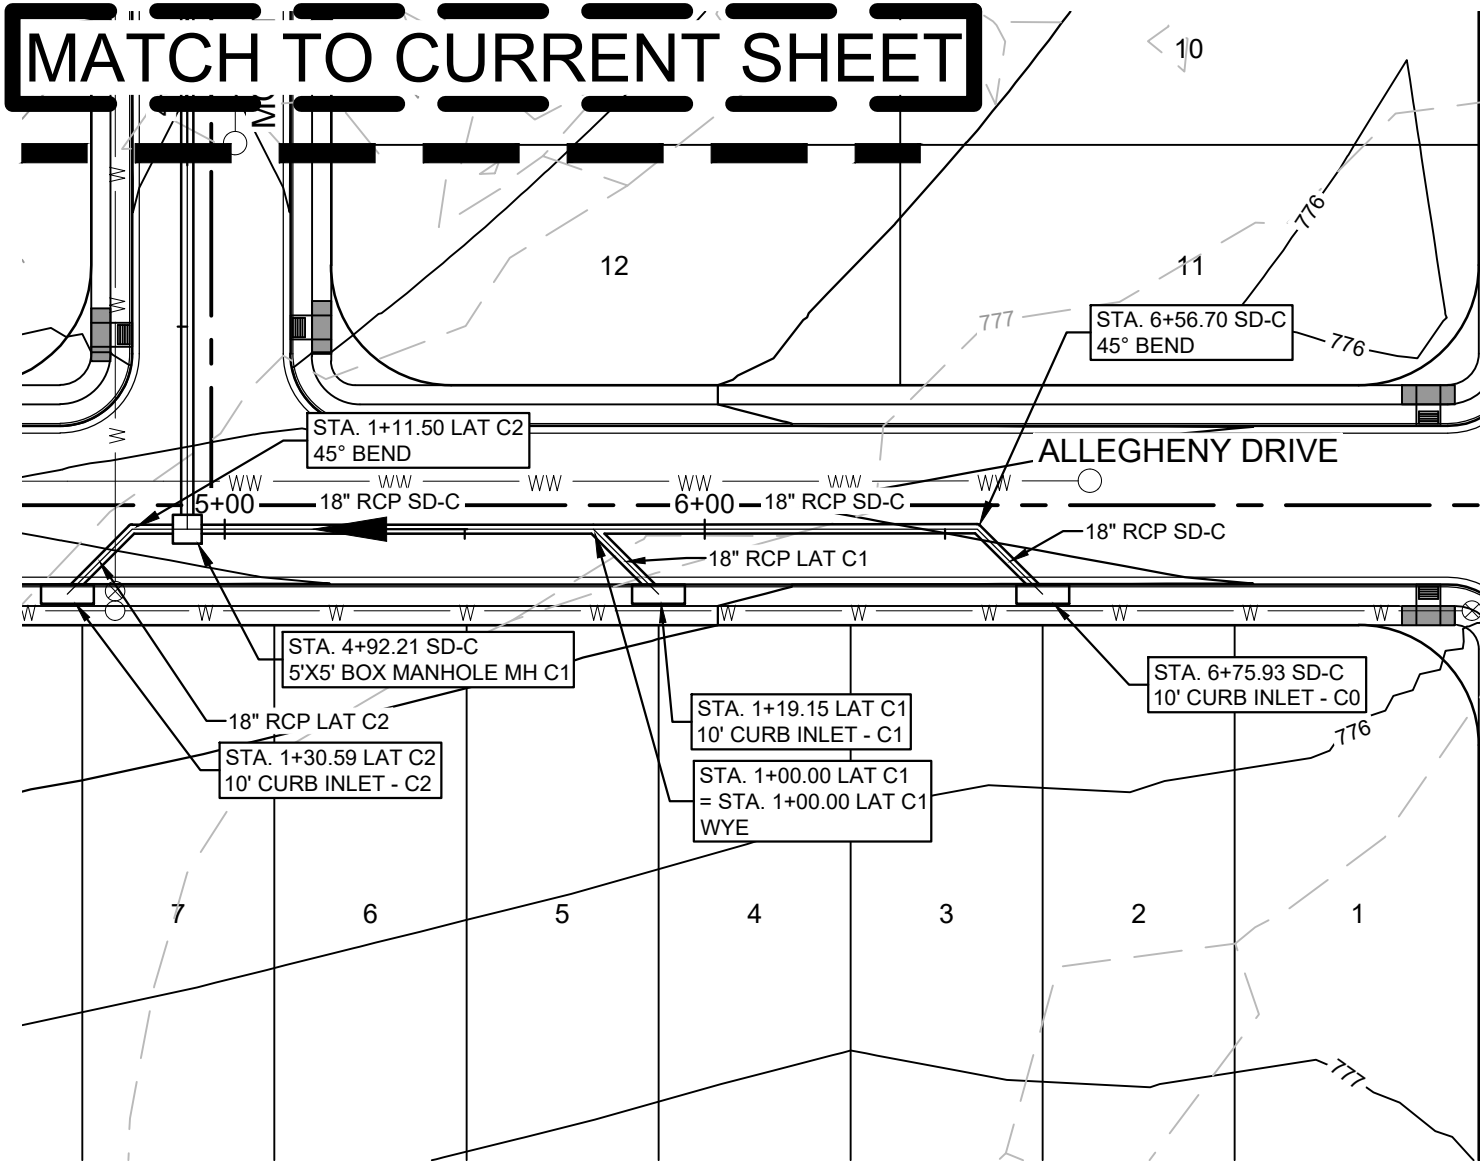 MATCH TO CURRENT SHEET
10
12
11
776
777
776
STA. 6+56.70 SD-C
45° BEND
STA. 1+11.50 LAT C2
45° BEND
ALLEGHENY DRIVE
W
W
W
WW
WW
WW
WW
WW
WW
5+00
18" RCP SD-C
6+00
18" RCP SD-C
18" RCP SD-C
18" RCP LAT C1
W
W
W
W
W
W
W
W
W
W
W
STA. 4+92.21 SD-C
5'X5' BOX MANHOLE MH C1
STA. 6+75.93 SD-C
10' CURB INLET - C0
18" RCP LAT C2
STA. 1+19.15 LAT C1
10' CURB INLET - C1
776
STA. 1+30.59 LAT C2
10' CURB INLET - C2
STA. 1+00.00 LAT C1
= STA. 1+00.00 LAT C1
WYE
7
6
5
4
3
2
1
777